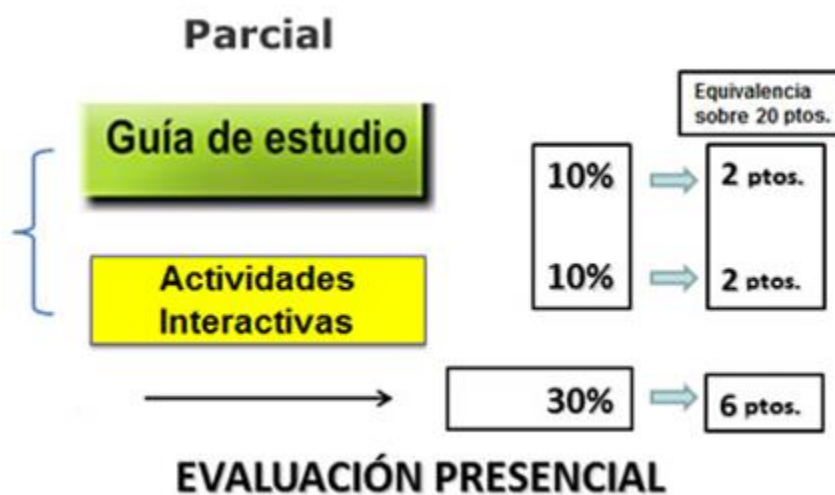 Parcial
Equivalencia
sobre 20 ptos.
Guía de estudio
10%
2 ptos.
Actividades
Interactivas
10%
2 ptos.
30%
6 ptos.
EVALUACIÓN PRESENCIAL